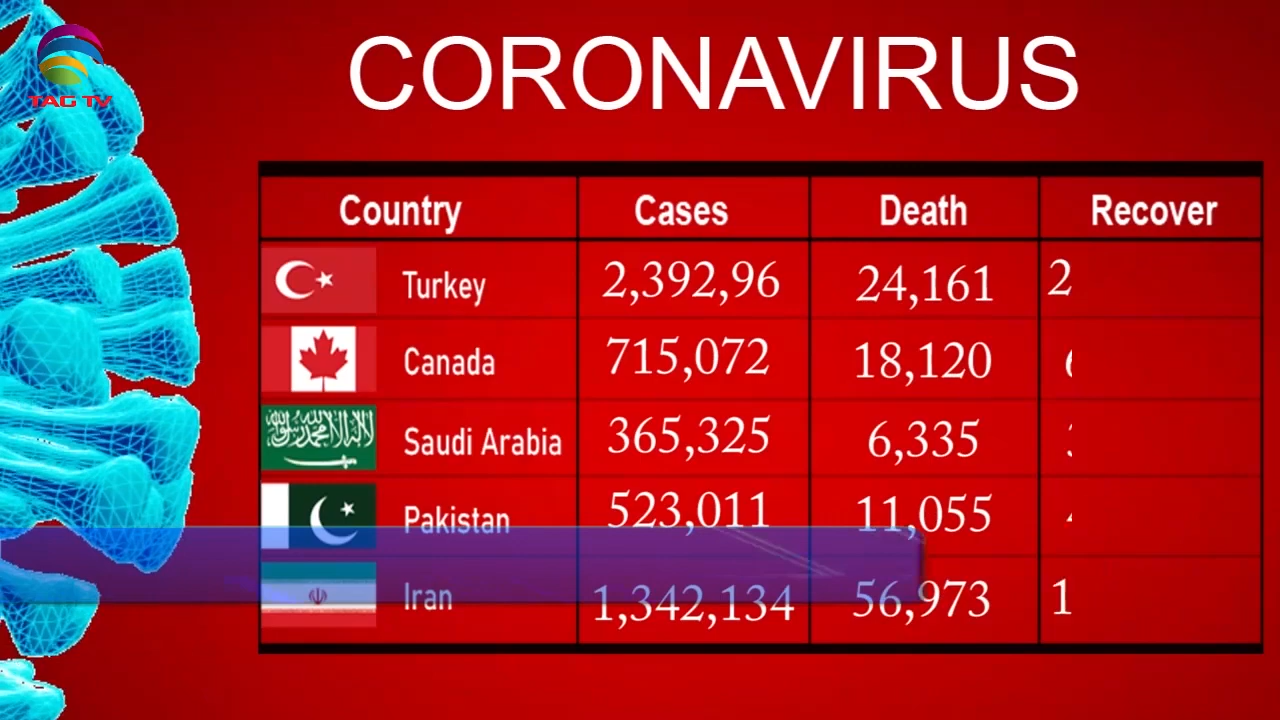 TAG TV
CORONAVIRUS
Country Cases Death Recover
Turkey 2,392,96 24,161 2
Canada 715,072 18,120
Saudi Arabia 365,325 6,335
Pakistan 523,011 11,055
Iran 1,342,134 56,973 1